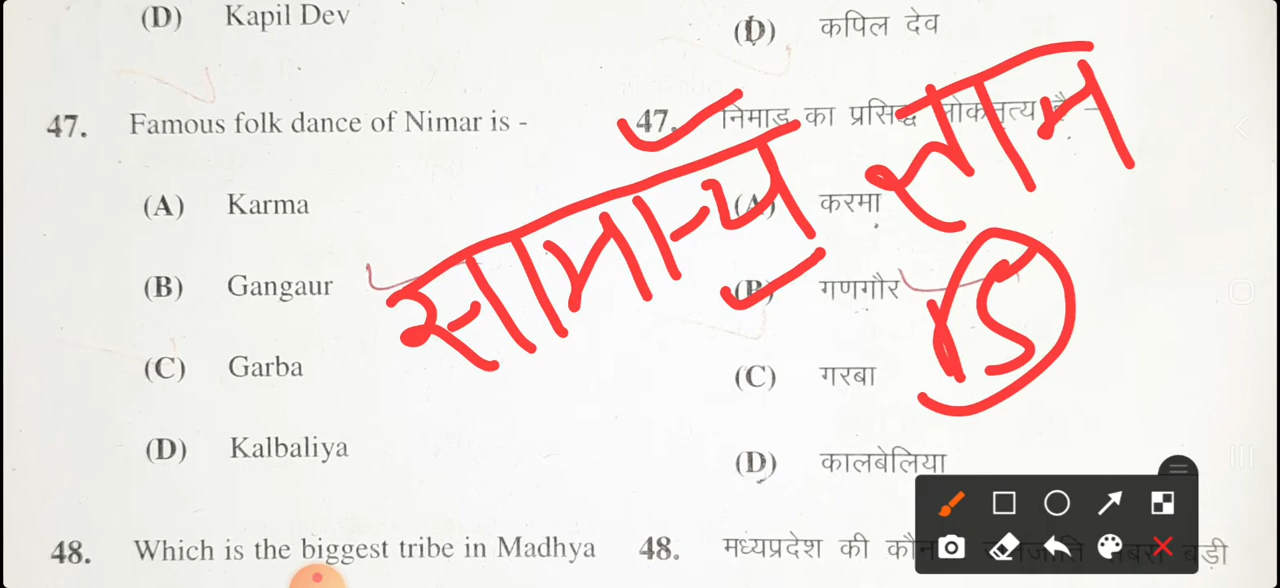 (D) Kapil Dev
(D) कपिल देव
47. Famous folk dance of Nimar is -
47. निमाड़ का प्रसिद्ध लोकनृत्य है -
सामान्य ज्ञान
(A) Karma
(A) करमा
(B) Gangaur
(B) गणगौर
15
(C) Garba
(C) गरबा
(D) Kalbaliya
(D) कालबेलिया
48. Which is the biggest tribe in Madhya
48. मध्यप्रदेश की बड़ी